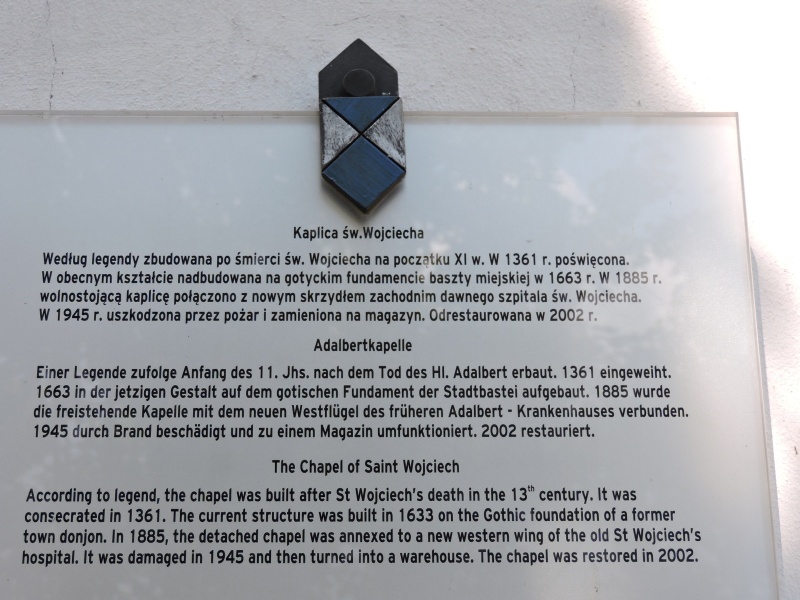 Kaplica św.Wojciecha
Według legendy zbudowana po śmierci św. Wojciecha na początku XI w. W 1361 r. poświęcona.
W obecnym kształcie nadbudowana na gotyckim fundamencie baszty miejskiej w 1663 r. W 1885 r.
wolnostojącą kaplicę połączono z nowym skrzydłem zachodnim dawnego szpitala św. Wojciecha.
W 1945 r. uszkodzona przez pożar i zamieniona na magazyn. Odrestaurowana w 2002 r.
Adalbertkapelle
Einer Legende zufolge Anfang des 11. Jhs. nach dem Tod des Hl. Adalbert erbaut. 1361 eingeweiht.
1663 in der jetzigen Gestalt auf dem gotischen Fundament der Stadtbastei aufgebaut. 1885 wurde
die freistehende Kapelle mit dem neuen Westflügel des früheren Adalbert - Krankenhauses verbunden.
1945 durch Brand beschädigt und zu einem Magazin umfunktioniert. 2002 restauriert.
The Chapel of Saint Wojciech
According to legend, the chapel was built after St Wojciech's death in the 13th century. It was
consecrated in 1361. The current structure was built in 1633 on the Gothic foundation of a former
town donjon. In 1885, the detached chapel was annexed to a new western wing of the old St Wojciech's
hospital. It was damaged in 1945 and then turned into a warehouse. The chapel was restored in 2002.